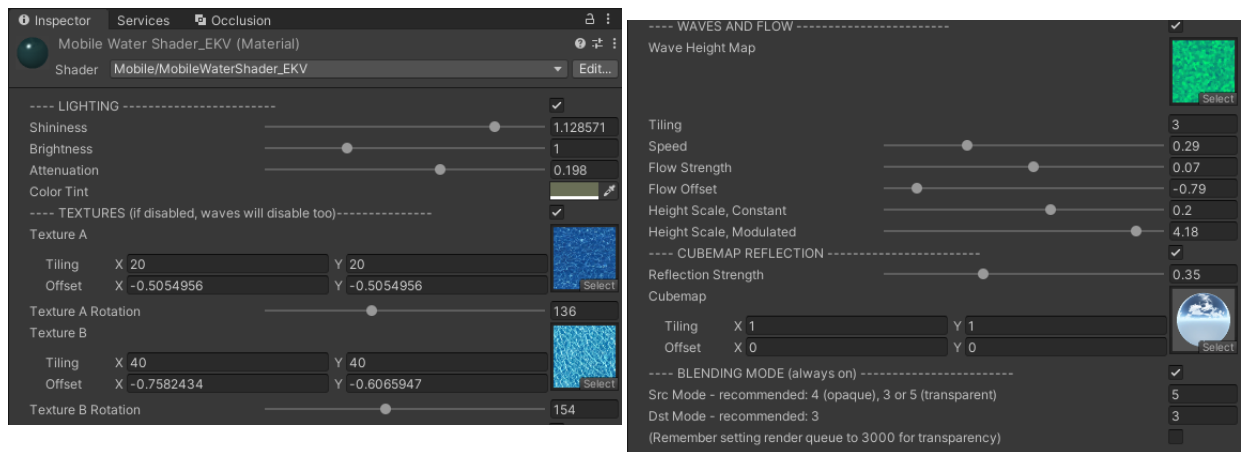 Inspector Services Occlusion
Mobile Water Shader_EKV (Material)
Shader Mobile/MobileWaterShader_EKV Edit...
---- LIGHTING ------------------------
Shininess 1.128571
Brightness 1
Attenuation 0.198
Color Tint
---- TEXTURES (if disabled, waves will disable too)---------------
Texture A
Tiling X 20 Y 20
Offset X -0.5054956 Y -0.5054956
Select
Texture A Rotation 136
Texture B
Tiling X 40 Y 40
Offset X -0.7582434 Y -0.6065947
Select
Texture B Rotation 154
---- WAVES AND FLOW ------------------------
Wave Height Map
Select
Tiling 3
Speed 0.29
Flow Strength 0.07
Flow Offset -0.79
Height Scale, Constant 0.2
Height Scale, Modulated 4.18
---- CUBEMAP REFLECTION ------------------------
Reflection Strength 0.35
Cubemap
Tiling X 1 Y 1
Offset X 0 Y 0
Select
---- BLENDING MODE (always on) ------------------------
Src Mode - recommended: 4 (opaque), 3 or 5 (transparent) 5
Dst Mode - recommended: 3 3
(Remember setting render queue to 3000 for transparency)